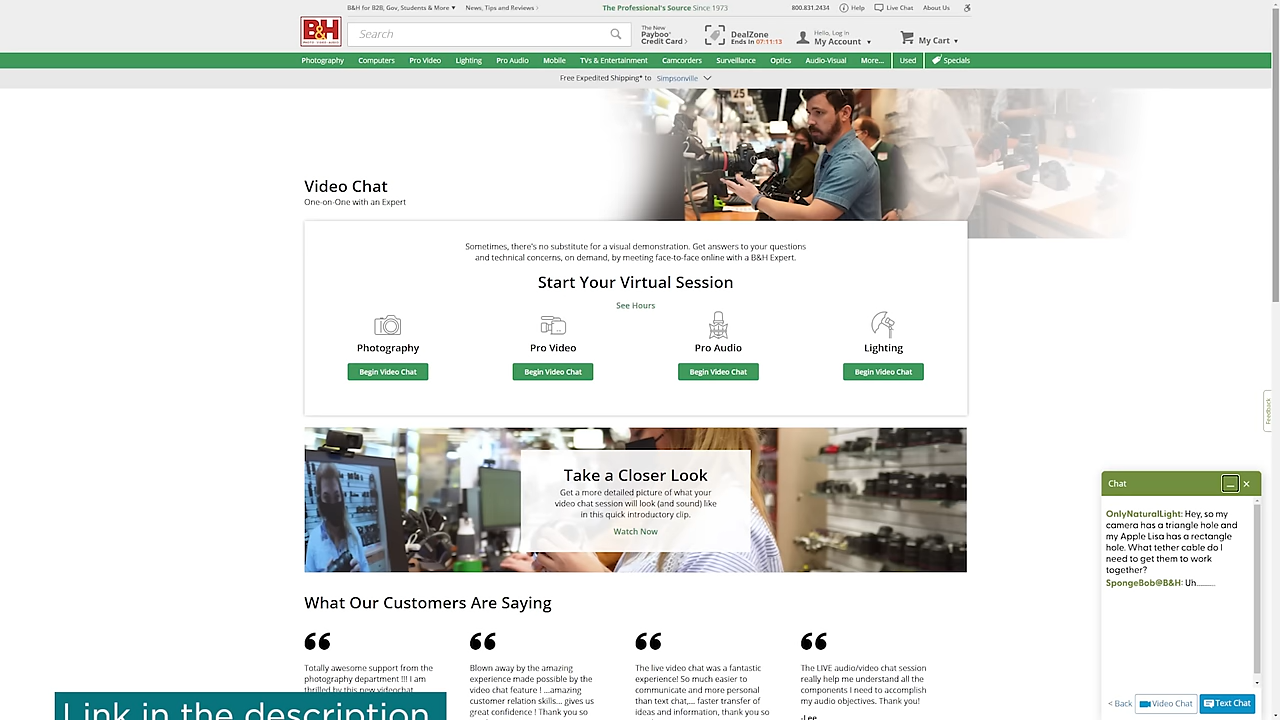 B&H for B2B, Gov, Students & More
News, Tips and Reviews
The Professional's Source Since 1973
800.831.2434
Help
Live Chat
About Us
B&H
PHOTO · VIDEO · AUDIO
Search
The New
Payboo
Credit Card
DealZone
Ends In 07:11:13
Hello, Log In
My Account
My Cart
Photography
Computers
Pro Video
Lighting
Pro Audio
Mobile
TVs & Entertainment
Camcorders
Surveillance
Optics
Audio-Visual
More...
Used
Specials
Free Expedited Shipping* to Simpsonville
Video Chat
One-on-One with an Expert
Sometimes, there's no substitute for a visual demonstration. Get answers to your questions
and technical concerns, on demand, by meeting face-to-face online with a B&H Expert.
Start Your Virtual Session
See Hours
Photography
Pro Video
Pro Audio
Lighting
Begin Video Chat
Begin Video Chat
Begin Video Chat
Begin Video Chat
Feedback
Take a Closer Look
Get a more detailed picture of what your
video chat session will look (and sound) like
in this quick introductory clip.
Watch Now
What Our Customers Are Saying
Totally awesome support from the
photography department !!! I am
thrilled by this new videochat
Blown away by the amazing
experience made possible by the
video chat feature ! ...amazing
customer relation skills... gives us
great confidence ! Thank you so
The live video chat was a fantastic
experience! So much easier to
communicate and more personal
than text chat,... faster transfer of
ideas and information, thank you so
The LIVE audio/video chat session
really help me understand all the
components I need to accomplish
my audio objectives. Thank you!
-Lee
Chat
OnlyNaturalLight: Hey, so my
camera has a triangle hole and
my Apple Lisa has a rectangle
hole. What tether cable do I
need to get them to work
together?
SpongeBob@B&H: Uh..........
< Back
Video Chat
Text Chat
Link in the description